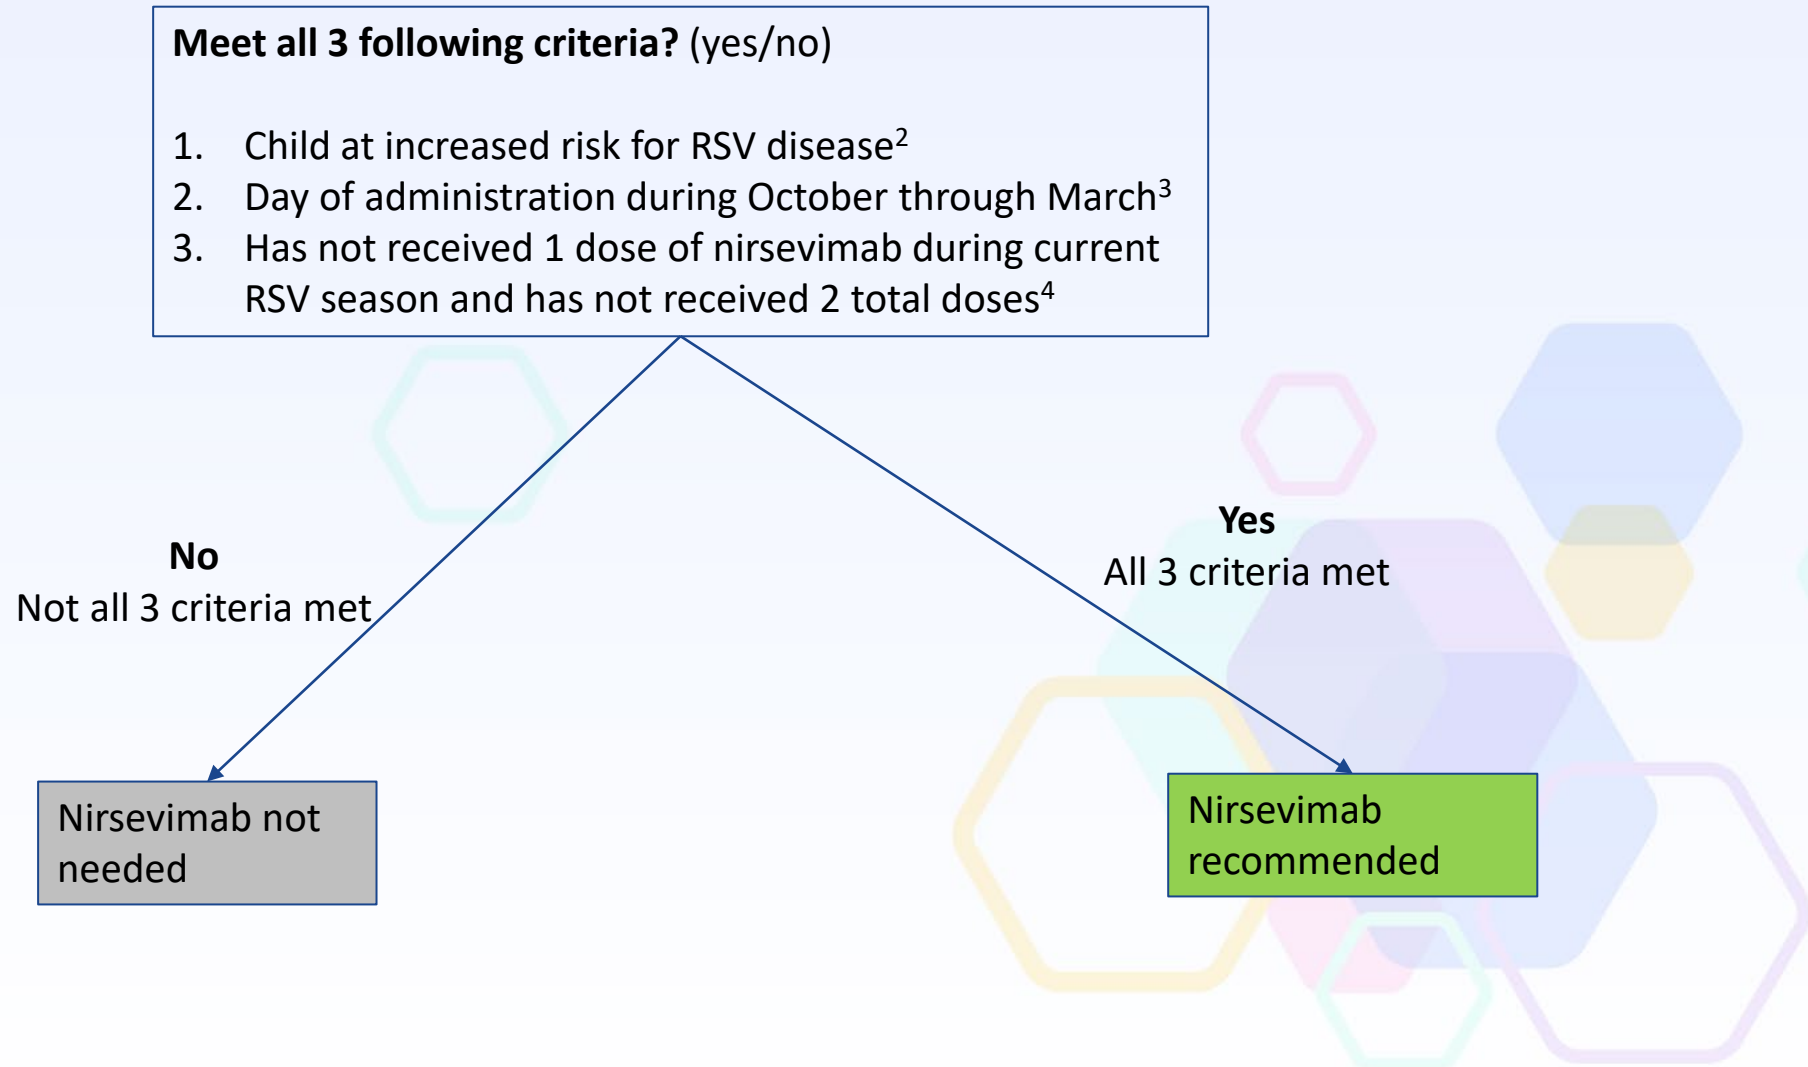 Meet all 3 following criteria? (yes/no)
1. Child at increased risk for RSV disease²
2. Day of administration during October through March³
3. Has not received 1 dose of nirsevimab during current
RSV season and has not received 2 total doses⁴
No
Not all 3 criteria met
Yes
All 3 criteria met
Nirsevimab not
needed
Nirsevimab
recommended